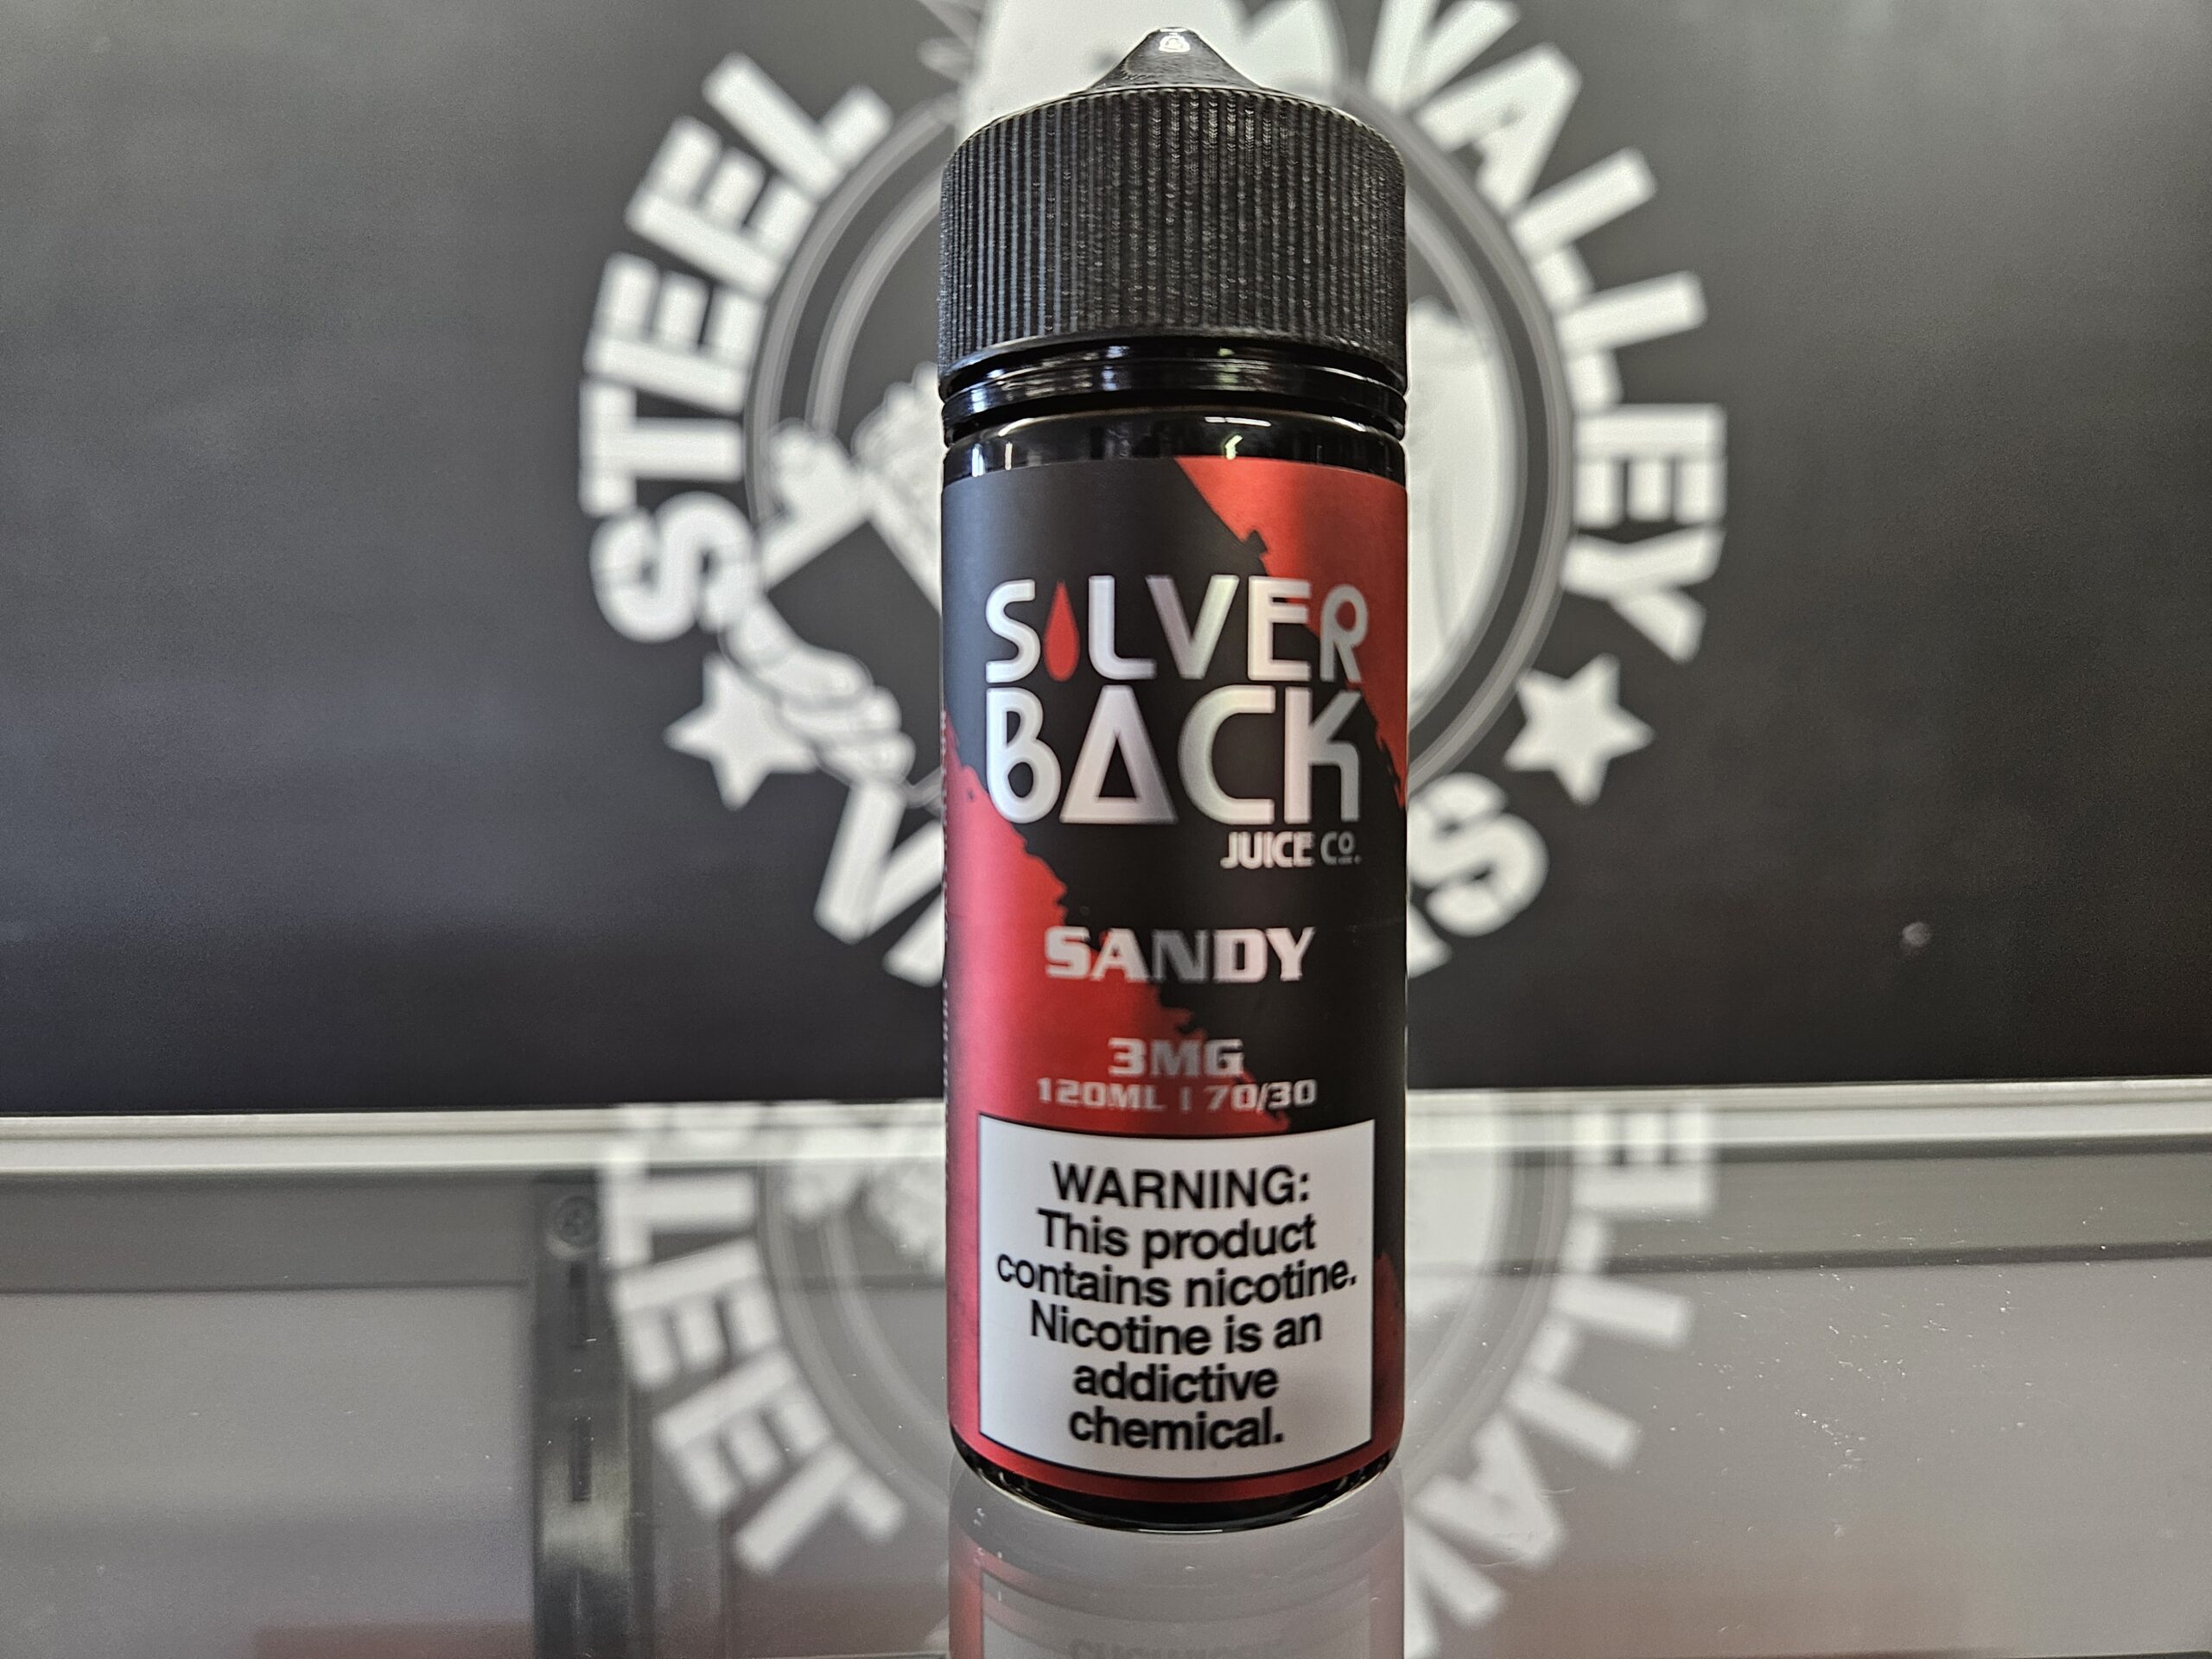 STEEL VALLEY
SILVER
BACK
JUICE CO.
SANDY
3MG
120ML | 70/30
WARNING:
This product
contains nicotine.
Nicotine is an
addictive
chemical.